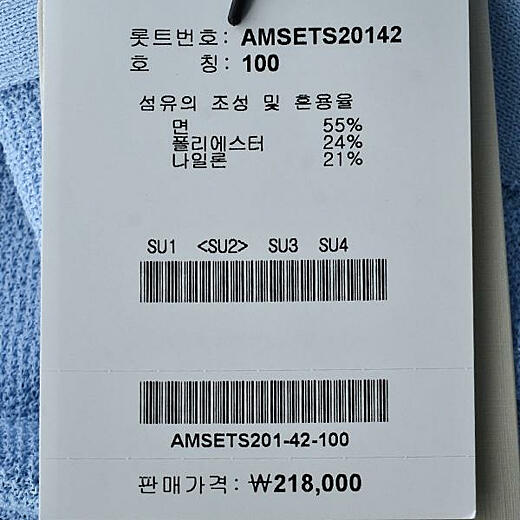 롯트번호: AMSETS20142
호 칭: 100
섬유의 조성 및 혼용율
면 55%
폴리에스터 24%
나일론 21%
SU1 <SU2> SU3 SU4
AMSETS201-42-100
판매가격: ₩218,000